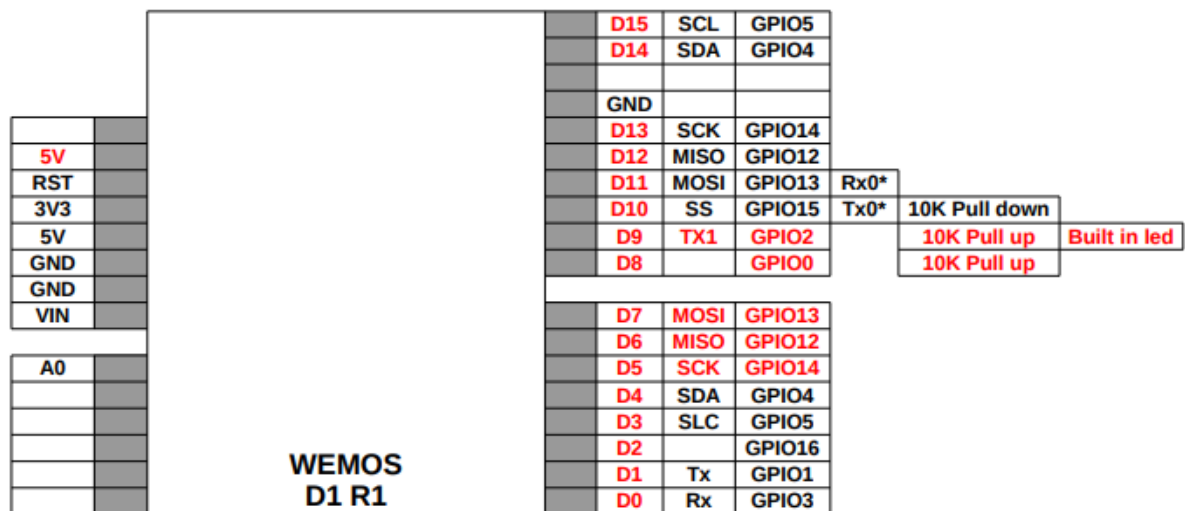 D15 SCL GPIO5
D14 SDA GPIO4
GND
D13 SCK GPIO14
5V D12 MISO GPIO12
RST D11 MOSI GPIO13 Rx0*
3V3 D10 SS GPIO15 Tx0* 10K Pull down
5V D9 TX1 GPIO2 10K Pull up Built in led
GND D8 GPIO0 10K Pull up
GND
VIN D7 MOSI GPIO13
D6 MISO GPIO12
A0 D5 SCK GPIO14
D4 SDA GPIO4
D3 SLC GPIO5
D2 GPIO16
WEMOS D1 Tx GPIO1
D1 R1 D0 Rx GPIO3